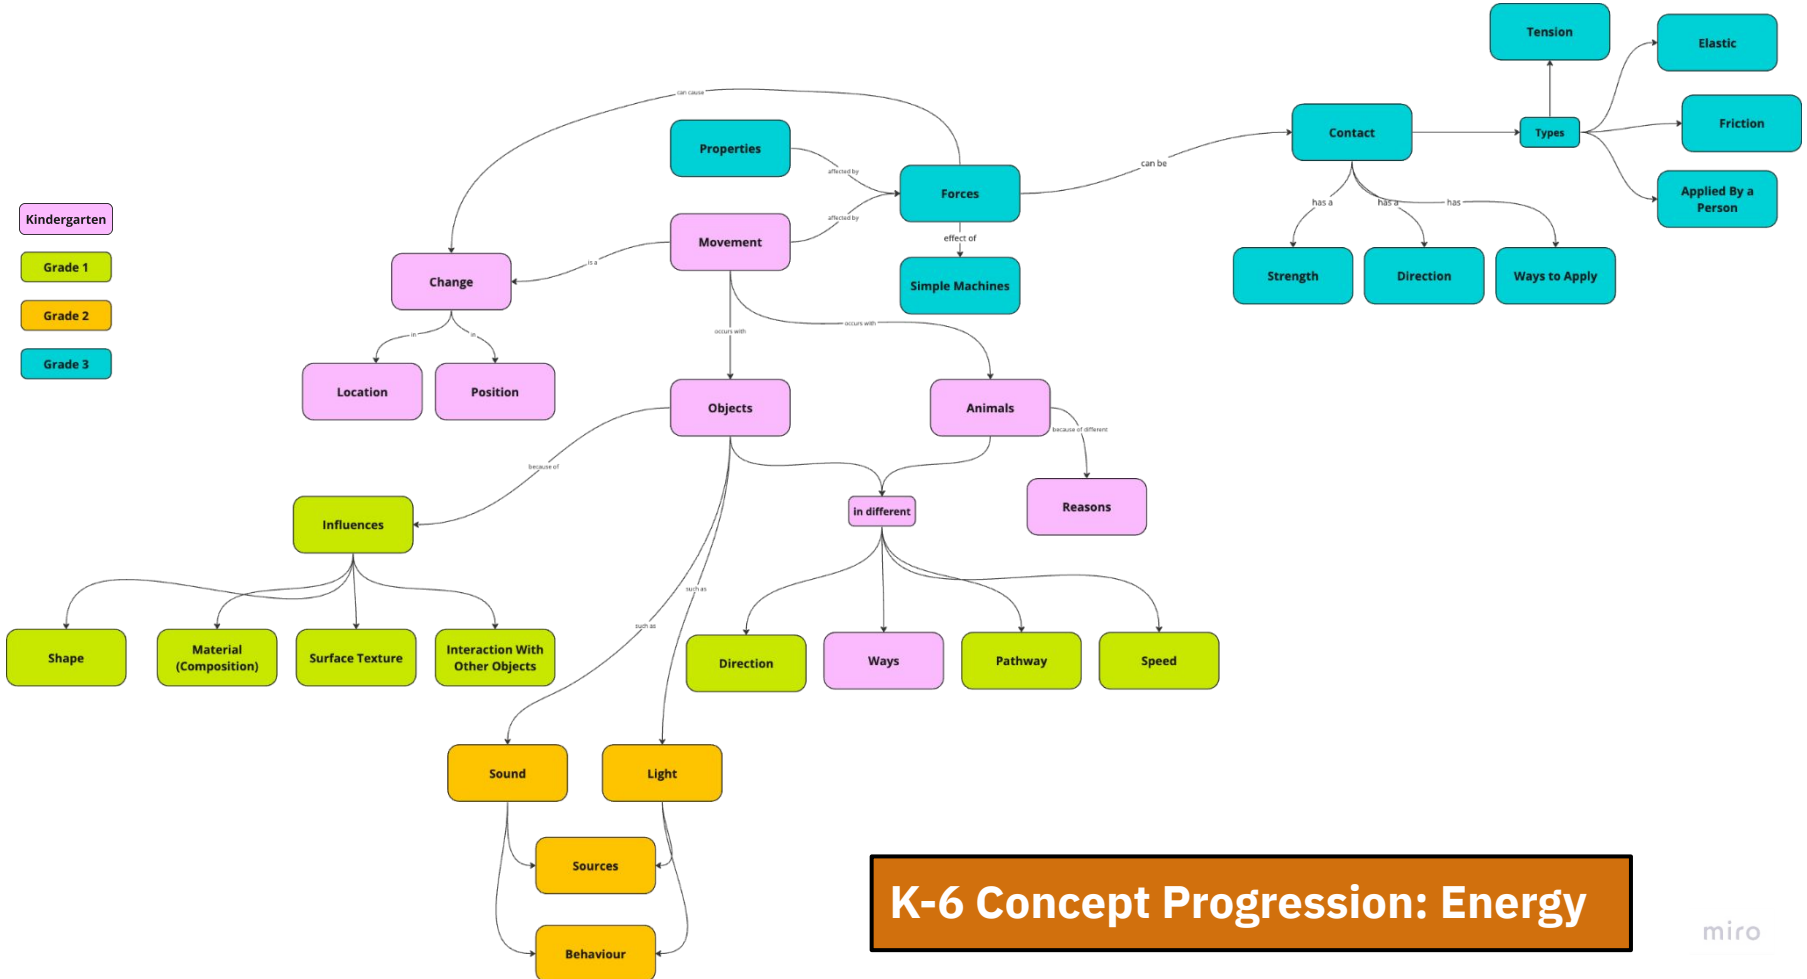 Tension
Elastic
can cause
Contact
Types
Friction
Properties
can be
affected by
Forces
Applied By a
Person
has a
has a
has
Kindergarten
affected by
Movement
effect of
is a
Grade 1
Change
Simple Machines
Strength
Direction
Ways to Apply
Grade 2
occurs with
occurs with
in
in
Grade 3
Location
Position
Objects
Animals
because of different
because of
Reasons
in different
Influences
such as
such as
Shape
Material
(Composition)
Surface Texture
Interaction With
Other Objects
Direction
Ways
Pathway
Speed
Sound
Light
Sources
Behaviour
K-6 Concept Progression: Energy
miro